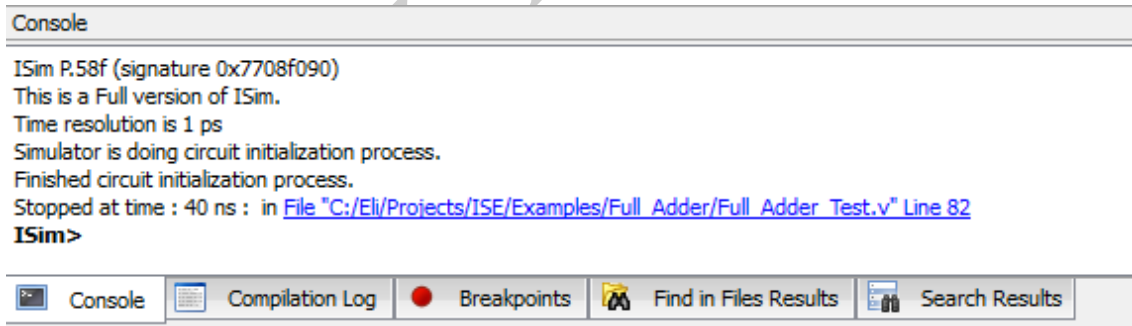 Console
ISim P.58f (signature 0x7708f090)
This is a Full version of ISim.
Time resolution is 1 ps
Simulator is doing circuit initialization process.
Finished circuit initialization process.
Stopped at time : 40 ns :  in File "C:/Eli/Projects/ISE/Examples/Full_Adder/Full_Adder_Test.v" Line 82
ISim>
Console Compilation Log Breakpoints Find in Files Results Search Results